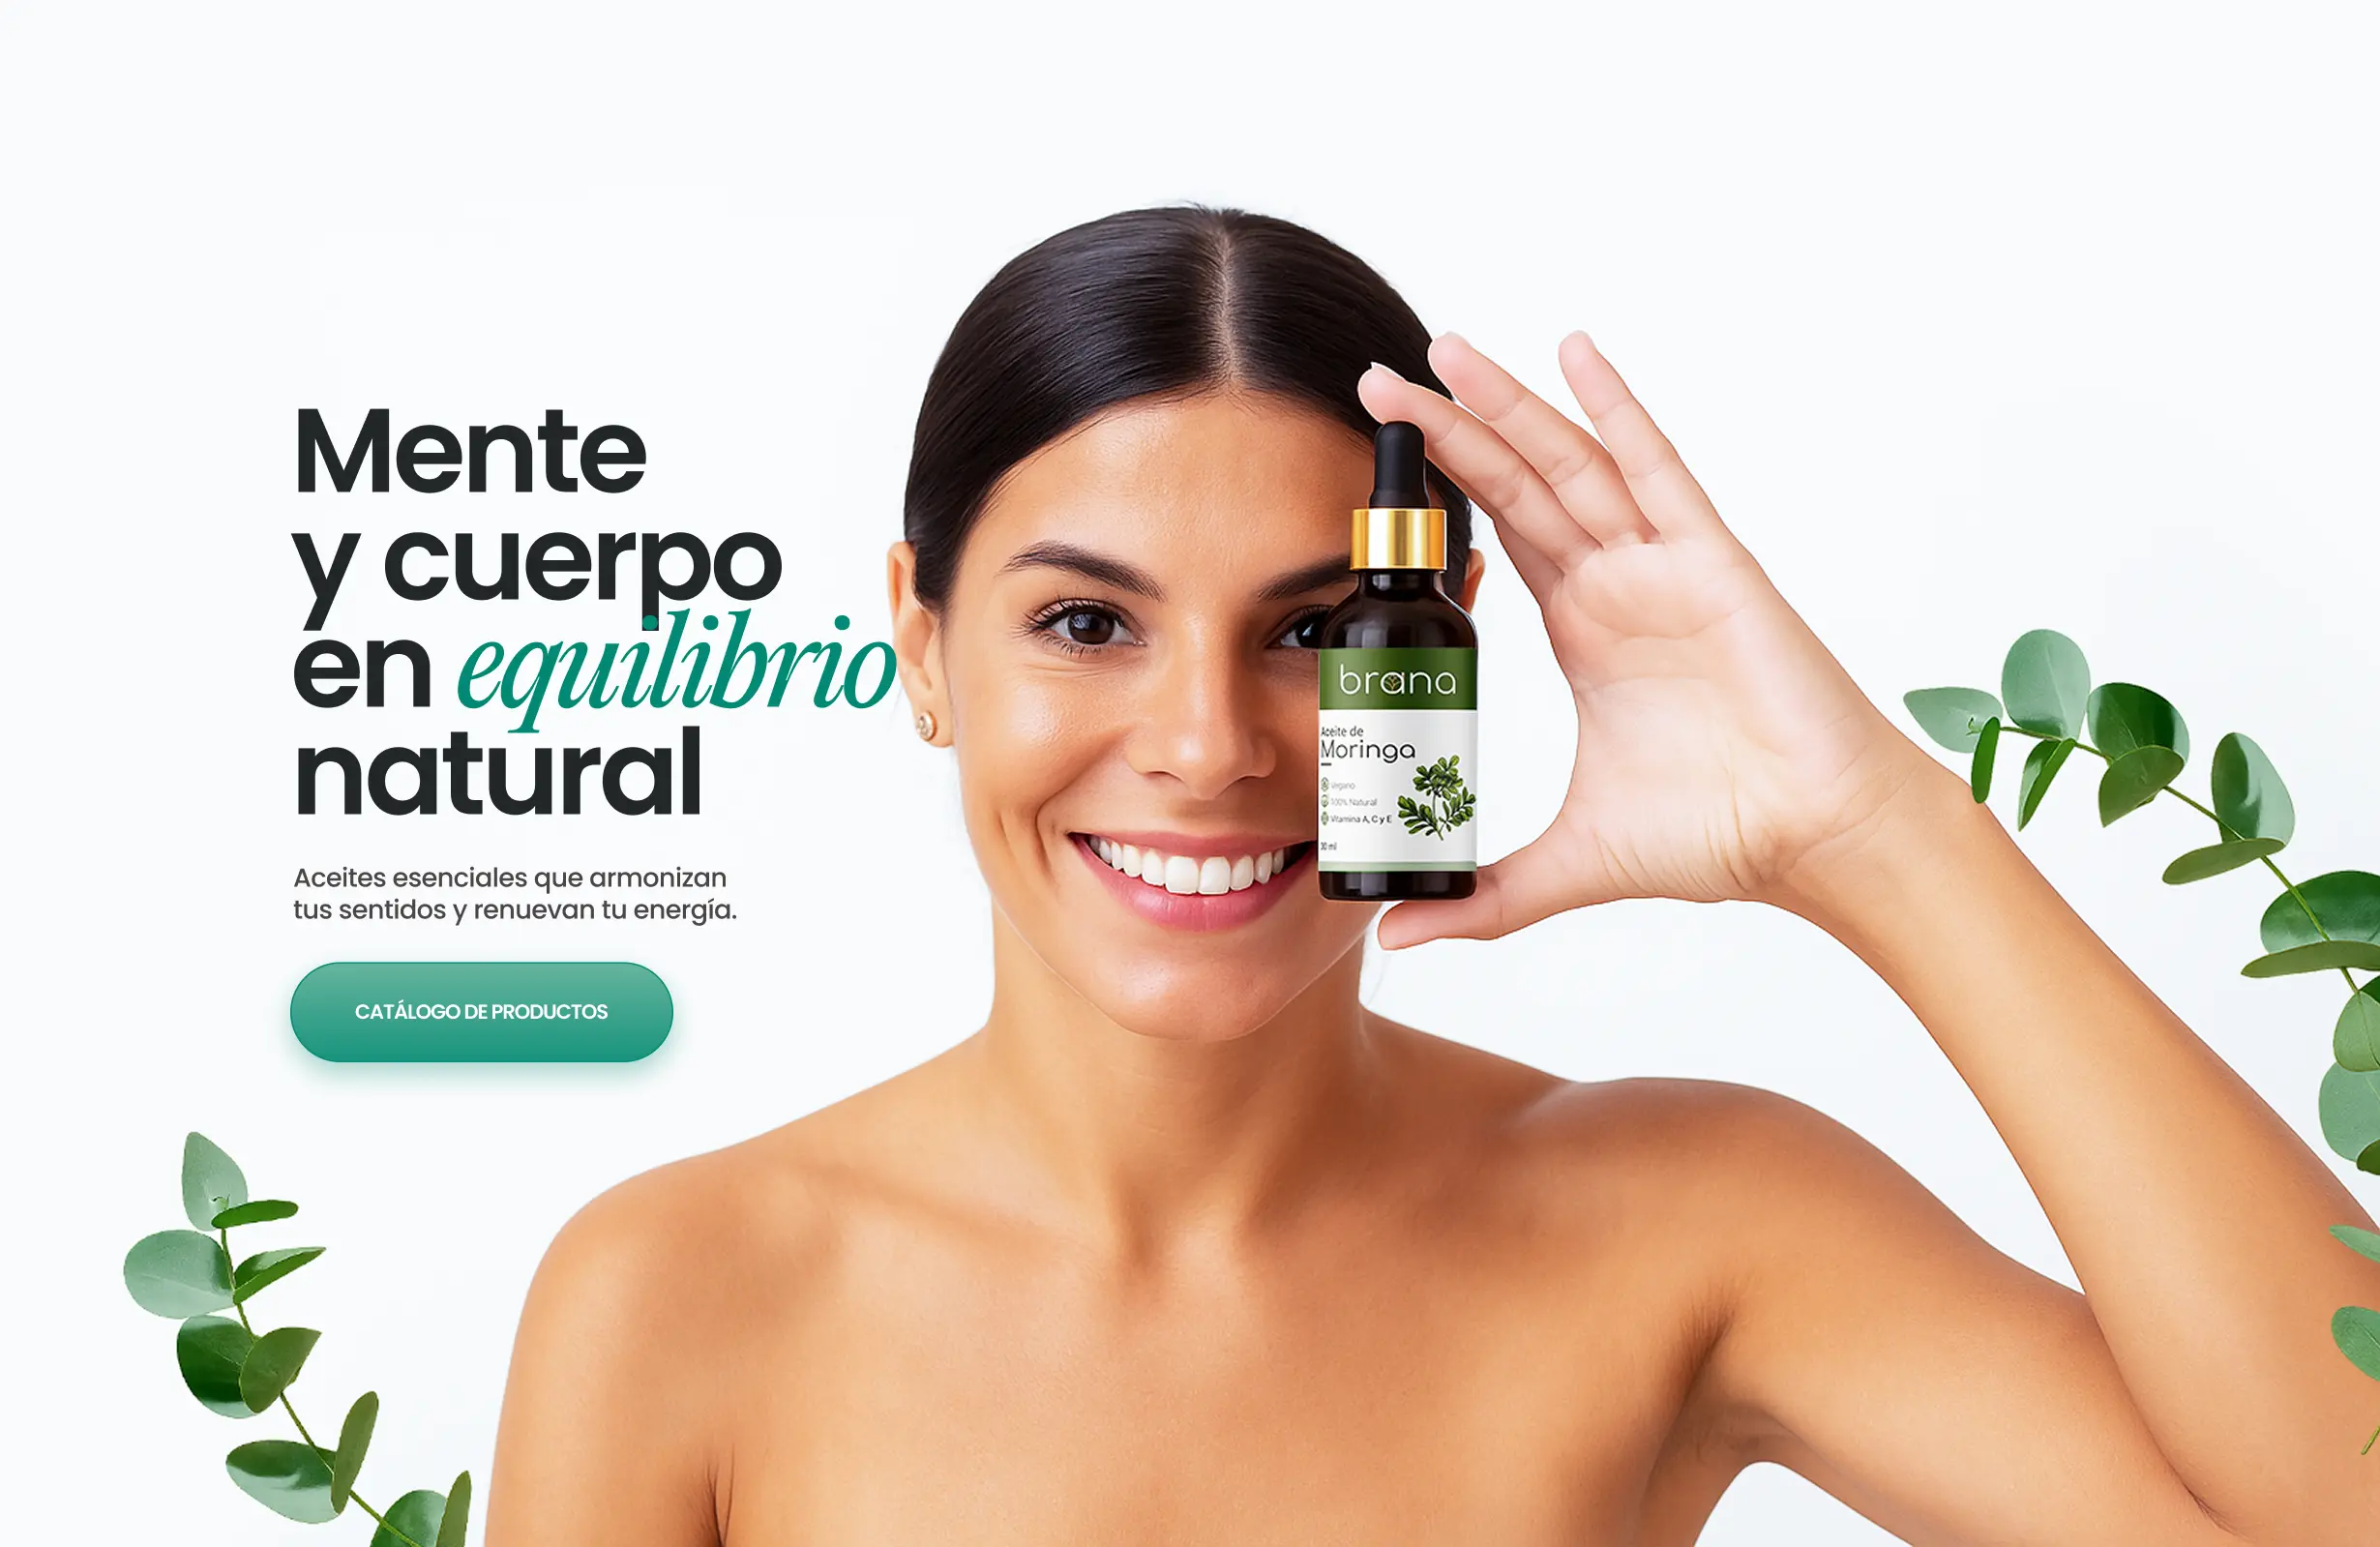 Mente
y cuerpo
en equilibrio
natural
Aceites esenciales que armonizan
tus sentidos y renuevan tu energía.
CATÁLOGO DE PRODUCTOS
brana
Aceite de
Moringa
Vegano
100% Natural
Vitamina A, C y E
30 ml